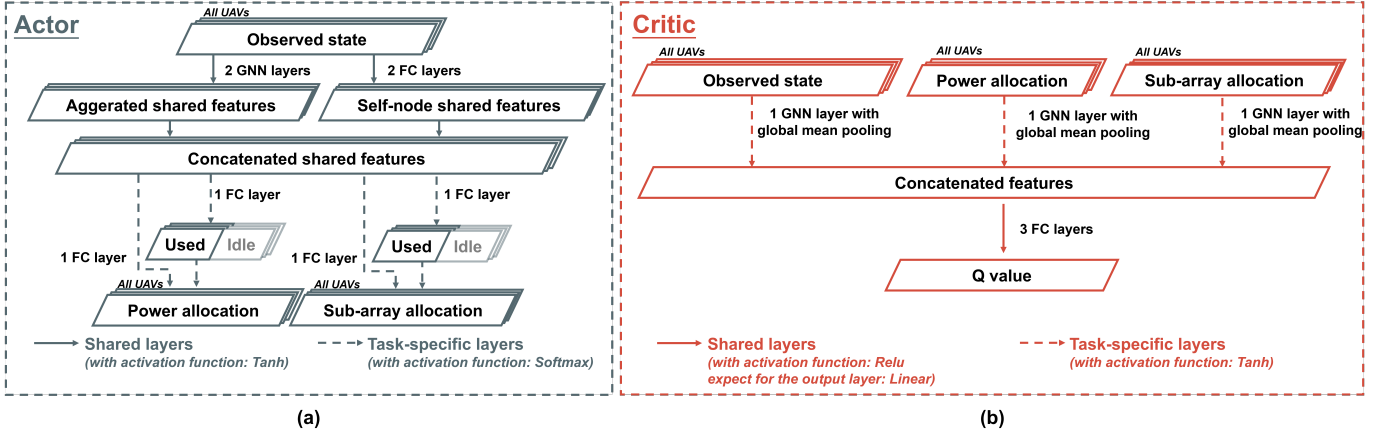 Actor
All UAVs
Observed state
2 GNN layers
2 FC layers
Aggerated shared features
Self-node shared features
Concatenated shared features
1 FC layer
1 FC layer
Used
Idle
Used
Idle
1 FC layer
1 FC layer
All UAVs
All UAVs
Power allocation
Sub-array allocation
Shared layers
(with activation function: Tanh)
Task-specific layers
(with activation function: Softmax)
(a)
Critic
All UAVs
All UAVs
All UAVs
Observed state
Power allocation
Sub-array allocation
1 GNN layer with
global mean pooling
1 GNN layer with
global mean pooling
1 GNN layer with
global mean pooling
Concatenated features
3 FC layers
Q value
Shared layers
(with activation function: Relu
expect for the output layer: Linear)
Task-specific layers
(with activation function: Tanh)
(b)